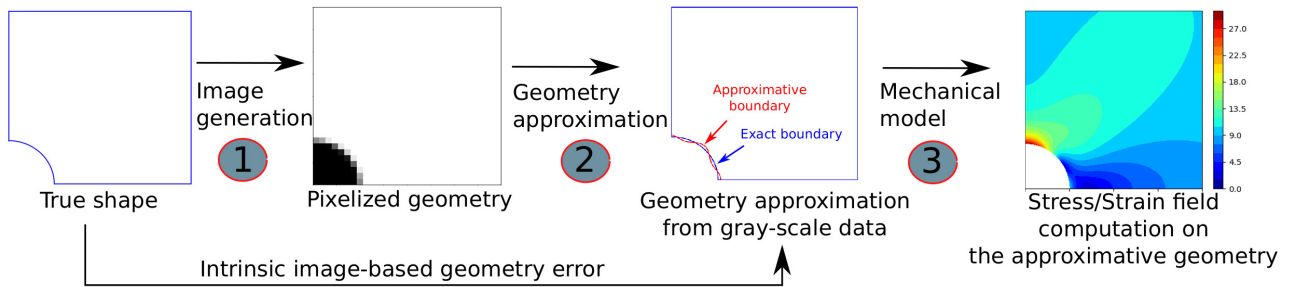 Image
generation
1
True shape
Pixelized geometry
Geometry
approximation
2
Approximative
boundary
Exact boundary
Geometry approximation
from gray-scale data
Mechanical
model
3
27.0
22.5
18.0
13.5
9.0
4.5
0.0
Stress/Strain field
computation on
the approximative geometry
Intrinsic image-based geometry error